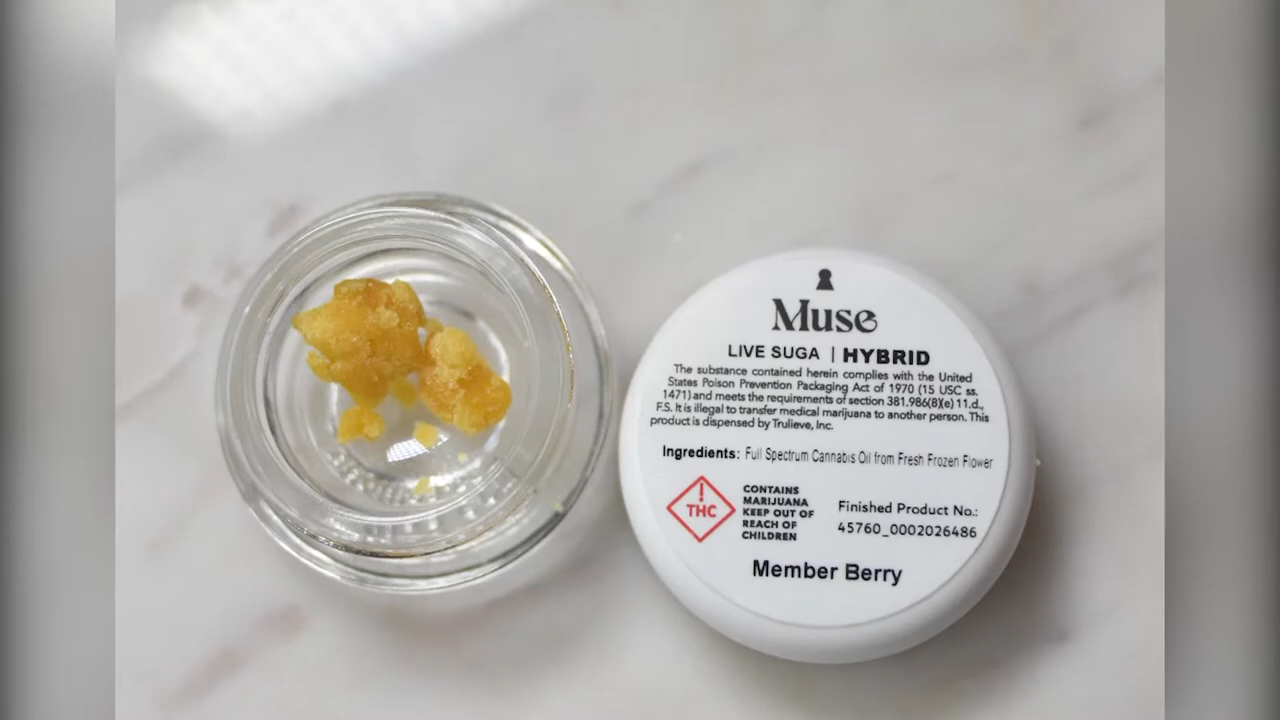 Muse
LIVE SUGA | HYBRID
The substance contained herein complies with the United
States Poison Prevention Packaging Act of 1970 (15 USC ss.
1471) and meets the requirements of section 381.986(8)(e) 11.d.,
F.S. It is illegal to transfer medical marijuana to another person. This
product is dispensed by Trulieve, Inc.
Ingredients: Full Spectrum Cannabis Oil from Fresh Frozen Flower
THC
CONTAINS
MARIJUANA
KEEP OUT OF
REACH OF
CHILDREN
Finished Product No.:
45760_0002026486
Member Berry